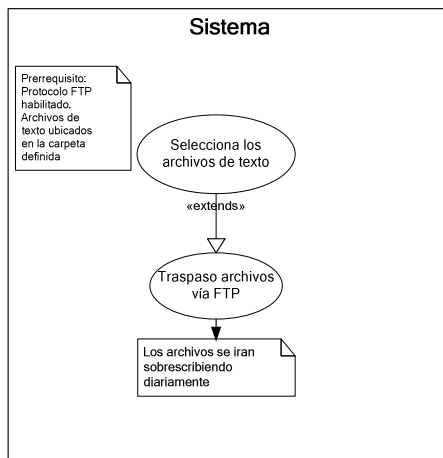 Sistema
Prerrequisito:
Protocolo FTP
habilitado.
Archivos de
texto ubicados
en la carpeta
definida
Selecciona los
archivos de texto
«extends»
Traspaso archivos
vía FTP
Los archivos se iran
sobrescribiendo
diariamente